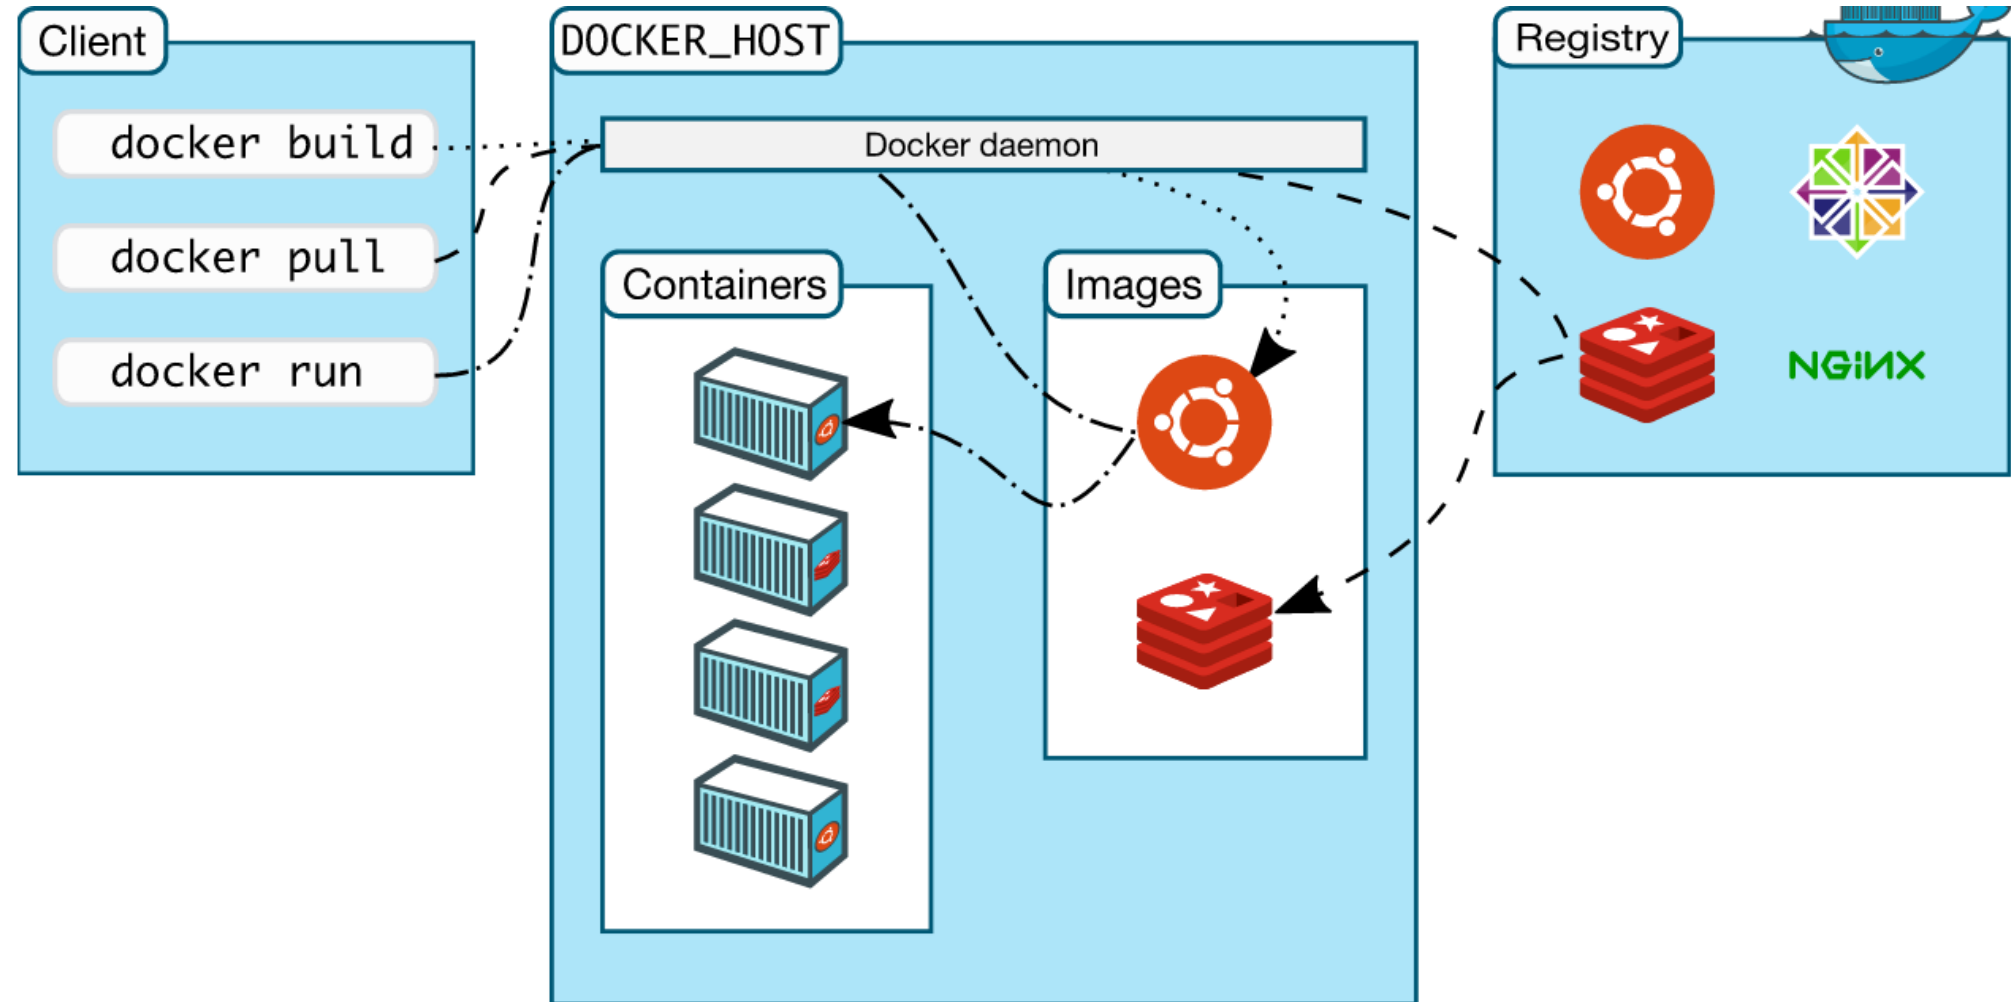 Client
docker build
docker pull
docker run
DOCKER_HOST
Docker daemon
Containers
Images
Registry
NGINX